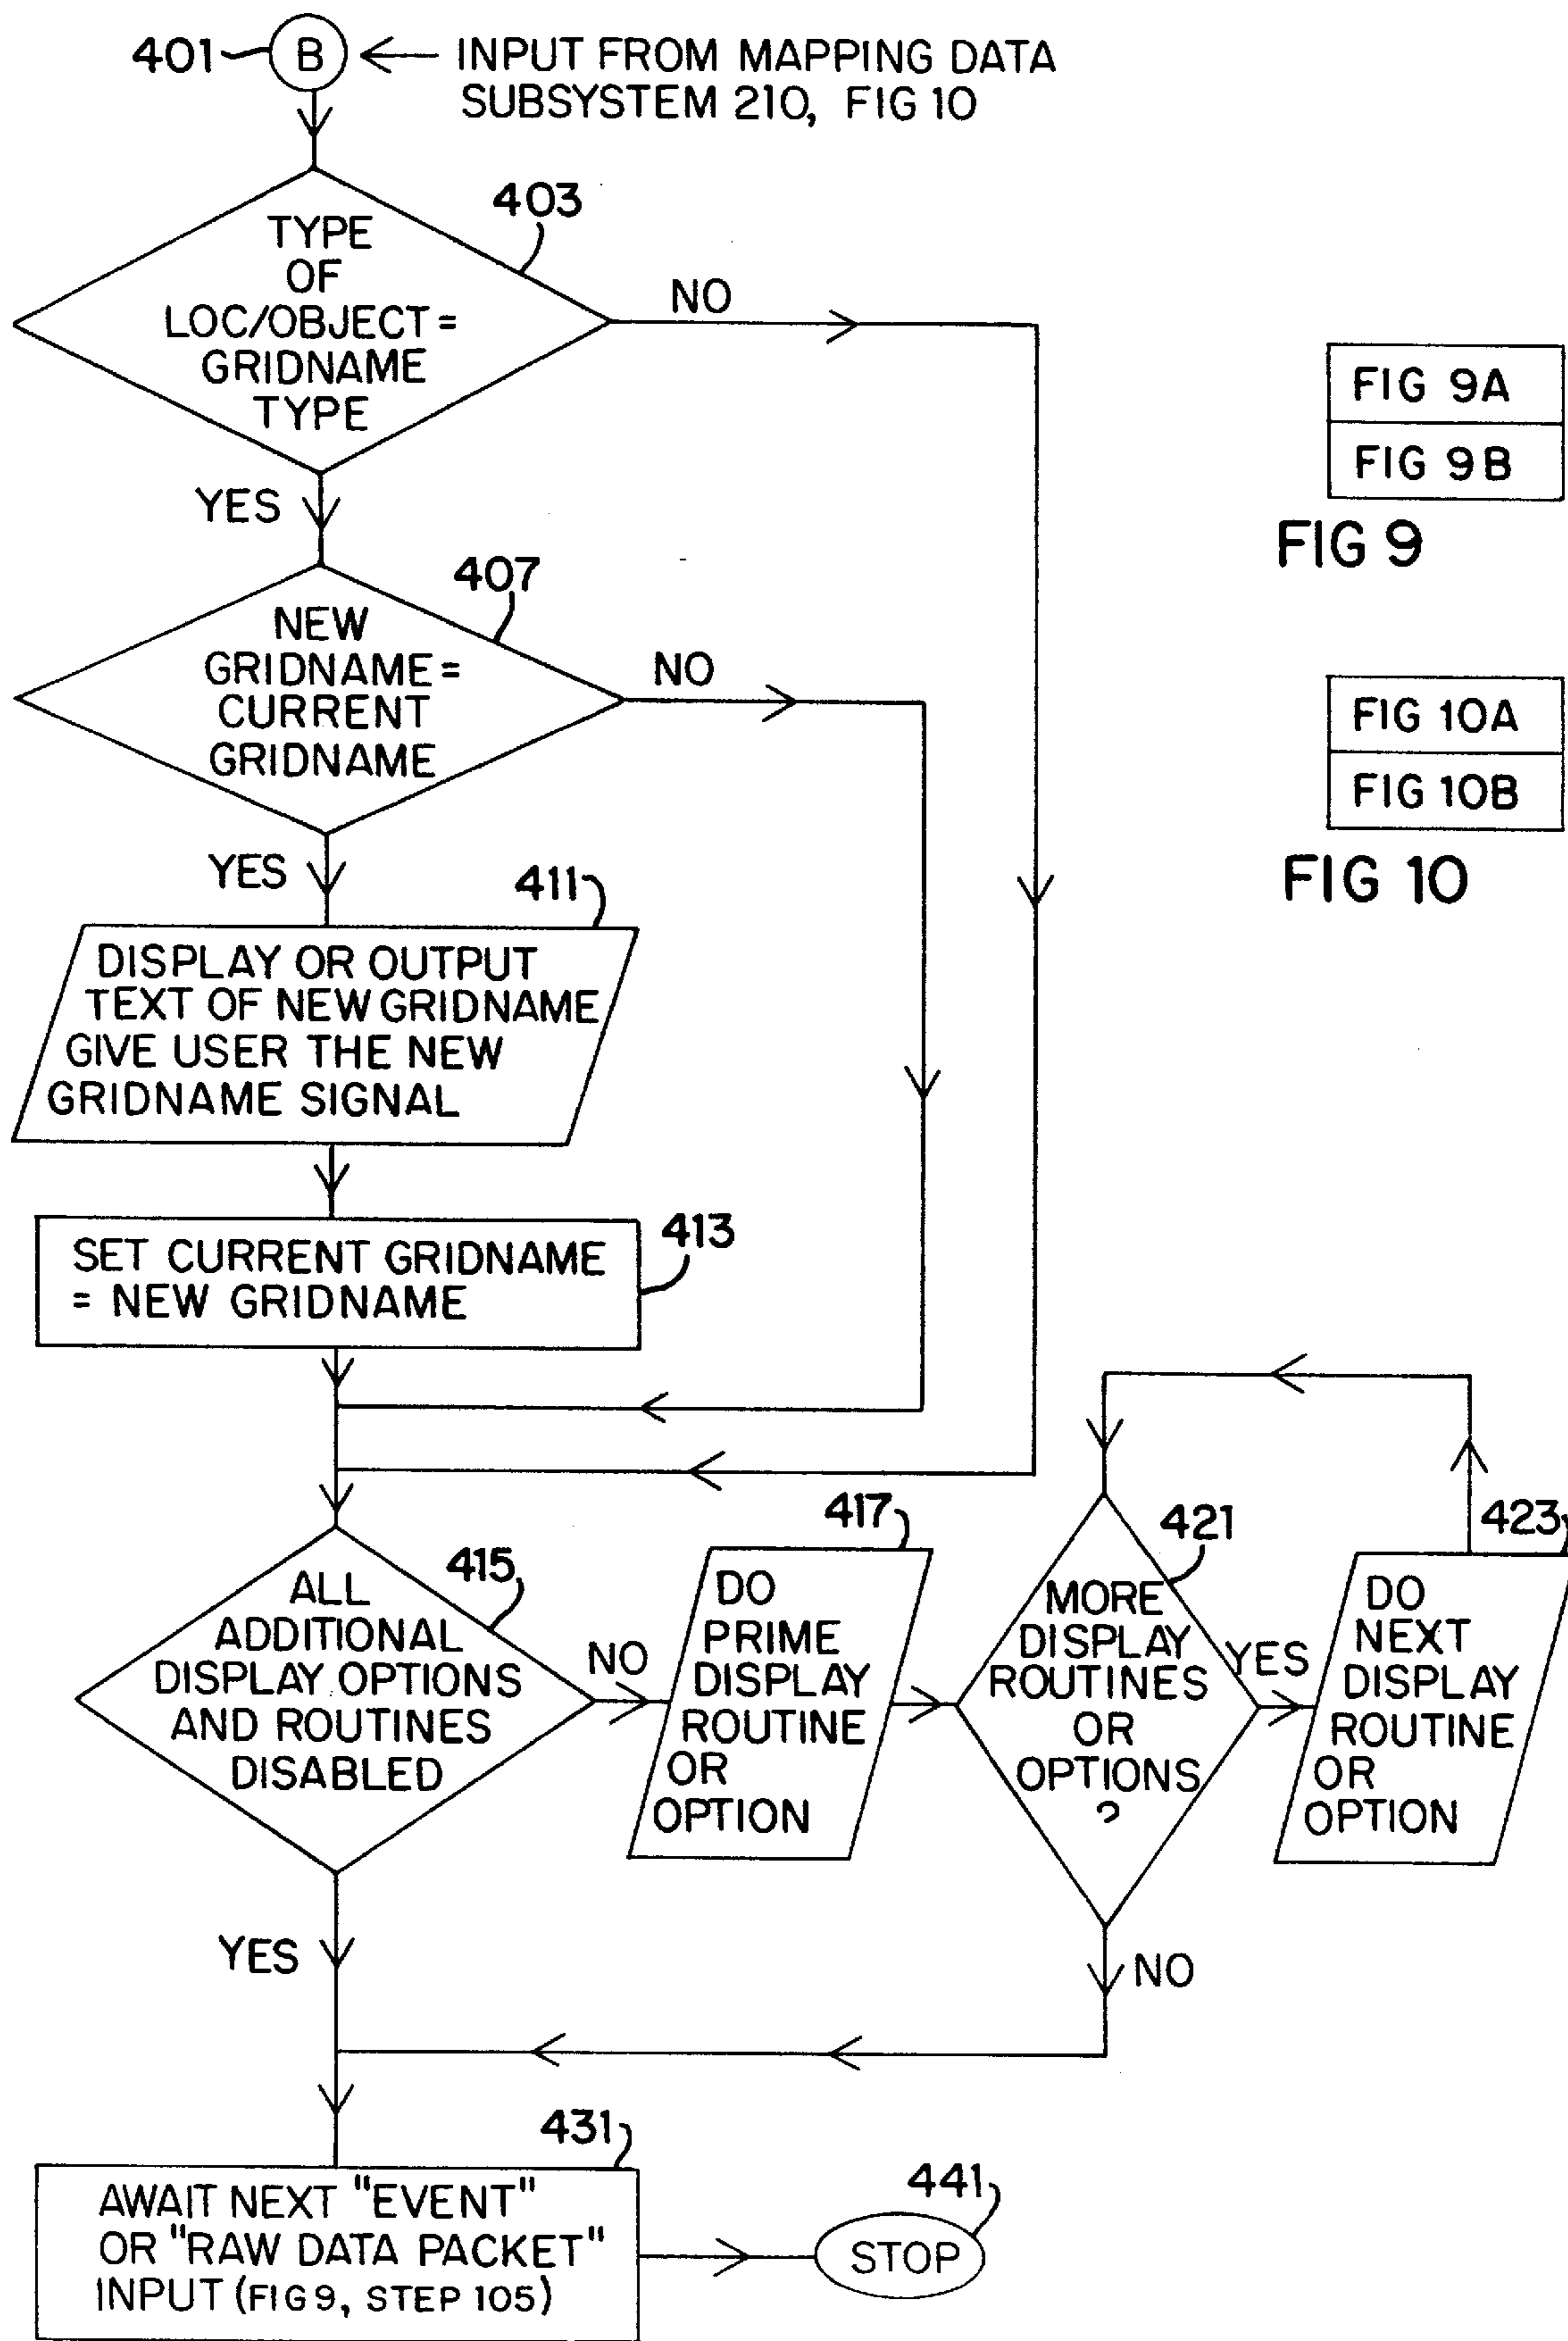 401
B
INPUT FROM MAPPING DATA
SUBSYSTEM 210, FIG 10
403
TYPE
OF
LOC/OBJECT =
GRIDNAME
TYPE
NO
YES
FIG 9A
FIG 9B
FIG 9
407
NEW
GRIDNAME =
CURRENT
GRIDNAME
NO
YES
FIG 10A
FIG 10B
FIG 10
411
DISPLAY OR OUTPUT
TEXT OF NEW GRIDNAME
GIVE USER THE NEW
GRIDNAME SIGNAL
413
SET CURRENT GRIDNAME
= NEW GRIDNAME
415
ALL
ADDITIONAL
DISPLAY OPTIONS
AND ROUTINES
DISABLED
NO
YES
417
DO
PRIME
DISPLAY
ROUTINE
OR
OPTION
421
MORE
DISPLAY
ROUTINES
OR
OPTIONS
?
YES
NO
423
DO
NEXT
DISPLAY
ROUTINE
OR
OPTION
431
AWAIT NEXT "EVENT"
OR "RAW DATA PACKET"
INPUT (FIG 9, STEP 105)
441
STOP